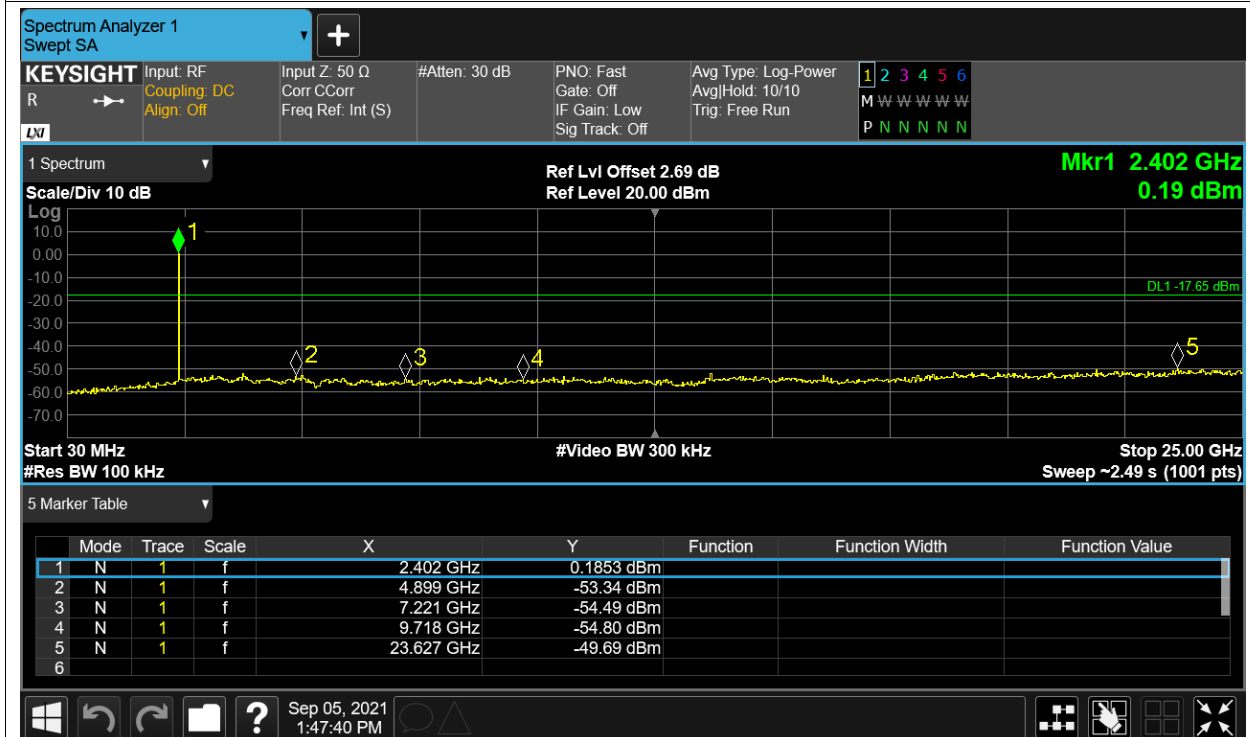 Spectrum Analyzer 1
Swept SA
+
KEYSIGHT Input: RF Input Z: 50 Ω #Atten: 30 dB PNO: Fast Avg Type: Log-Power 1 2 3 4 5 6
R Coupling: DC Corr CCorr Gate: Off Avg|Hold: 10/10 M W W W W W
Align: Off Freq Ref: Int (S) IF Gain: Low Trig: Free Run
LXI Sig Track: Off P N N N N N
1 Spectrum Ref Lvl Offset 2.69 dB Mkr1 2.402 GHz
Scale/Div 10 dB Ref Level 20.00 dBm 0.19 dBm
Log
10.0 1
0.00
-10.0
DL1 -17.65 dBm
-20.0
-30.0
-40.0 2 3 4 5
-50.0
-60.0
-70.0
Start 30 MHz #Video BW 300 kHz Stop 25.00 GHz
#Res BW 100 kHz Sweep ~2.49 s (1001 pts)
5 Marker Table
Mode Trace Scale X Y Function Function Width Function Value
1 N 1 f 2.402 GHz 0.1853 dBm
2 N 1 f 4.899 GHz -53.34 dBm
3 N 1 f 7.221 GHz -54.49 dBm
4 N 1 f 9.718 GHz -54.80 dBm
5 N 1 f 23.627 GHz -49.69 dBm
6
? Sep 05, 2021
1:47:40 PM